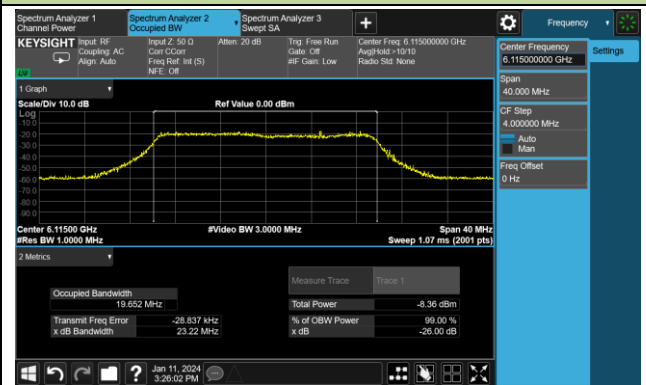 Spectrum Analyzer 1
Channel Power
Spectrum Analyzer 2
Occupied BW
Spectrum Analyzer 3
Swept SA
Frequency
KEYSIGHT
Input: RF
Coupling: AC
Align: Auto
Input Z: 50 Ω
Corr CCorr
Freq Ref: Int (S)
NFE: Off
Atten: 20 dB
Trig: Free Run
Gate: Off
#IF Gain: Low
Center Freq: 6.115000000 GHz
Avg|Hold:>10/10
Radio Std: None
Center Frequency
6.115000000 GHz
Settings
Span
40.000 MHz
CF Step
4.000000 MHz
Auto
Man
Freq Offset
0 Hz
1 Graph
Scale/Div 10.0 dB
Ref Value 0.00 dBm
Log
-10.0
-20.0
-30.0
-40.0
-50.0
-60.0
-70.0
-80.0
-90.0
Center 6.11500 GHz
#Video BW 3.0000 MHz
Span 40 MHz
#Res BW 1.0000 MHz
Sweep 1.07 ms (2001 pts)
2 Metrics
Measure Trace
Trace 1
Occupied Bandwidth
19.652 MHz
Total Power
-8.36 dBm
Transmit Freq Error
-28.837 kHz
% of OBW Power
99.00 %
x dB Bandwidth
23.22 MHz
x dB
-26.00 dB
?
Jan 11, 2024
3:26:02 PM